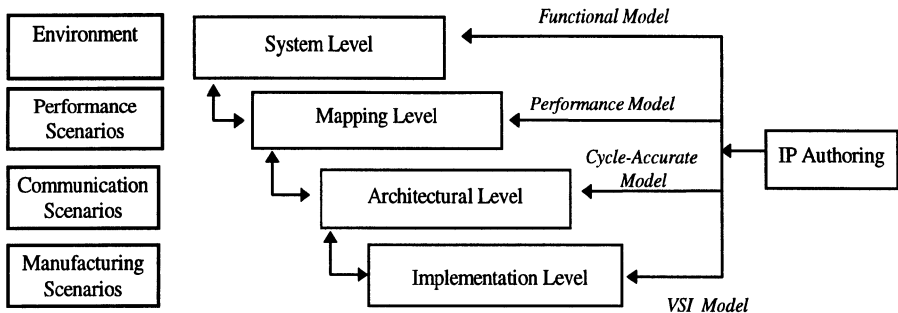 Environment
System Level
Functional Model
Performance
Scenarios
Mapping Level
Performance Model
Communication
Scenarios
Architectural Level
Cycle-Accurate
Model
IP Authoring
Manufacturing
Scenarios
Implementation Level
VSI Model